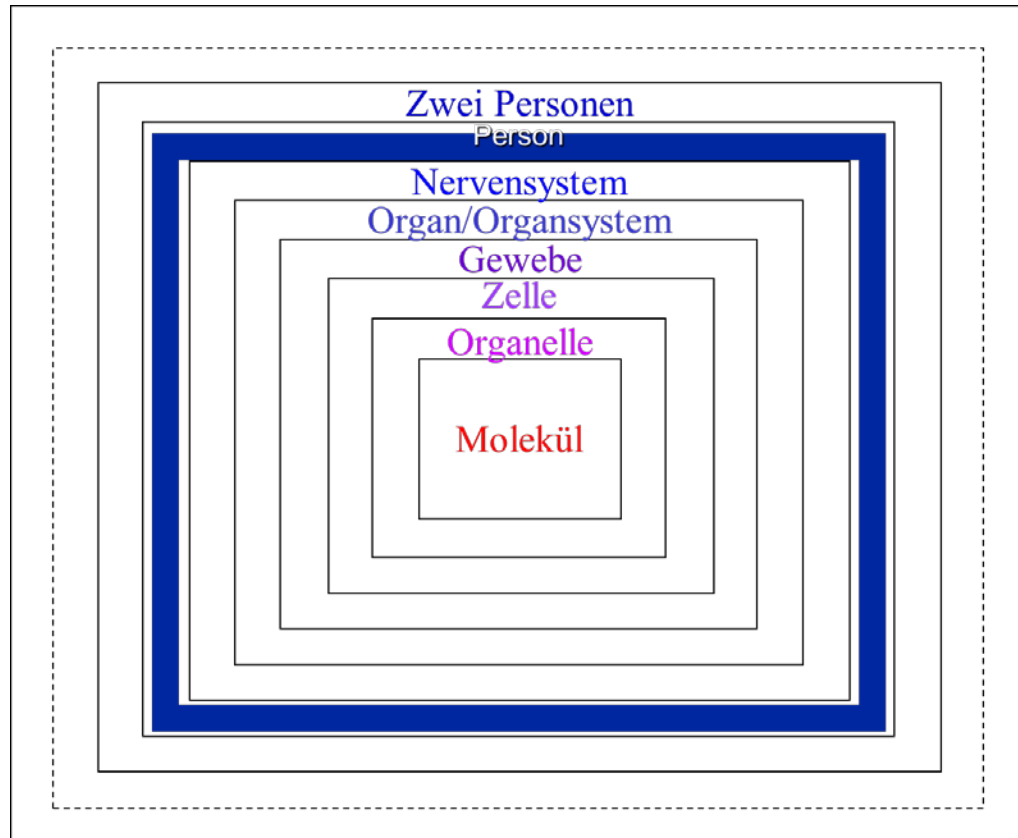 Zwei Personen
Person
Nervensystem
Organ/Organsystem
Gewebe
Zelle
Organelle
Molekül